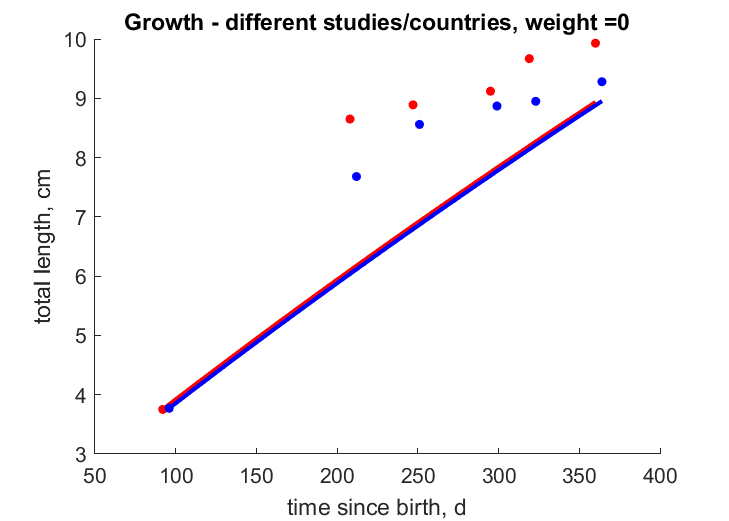 Growth - different studies/countries, weight =0
10
9
8
7
6
5
4
3
total length, cm
50 100 150 200 250 300 350 400
time since birth, d